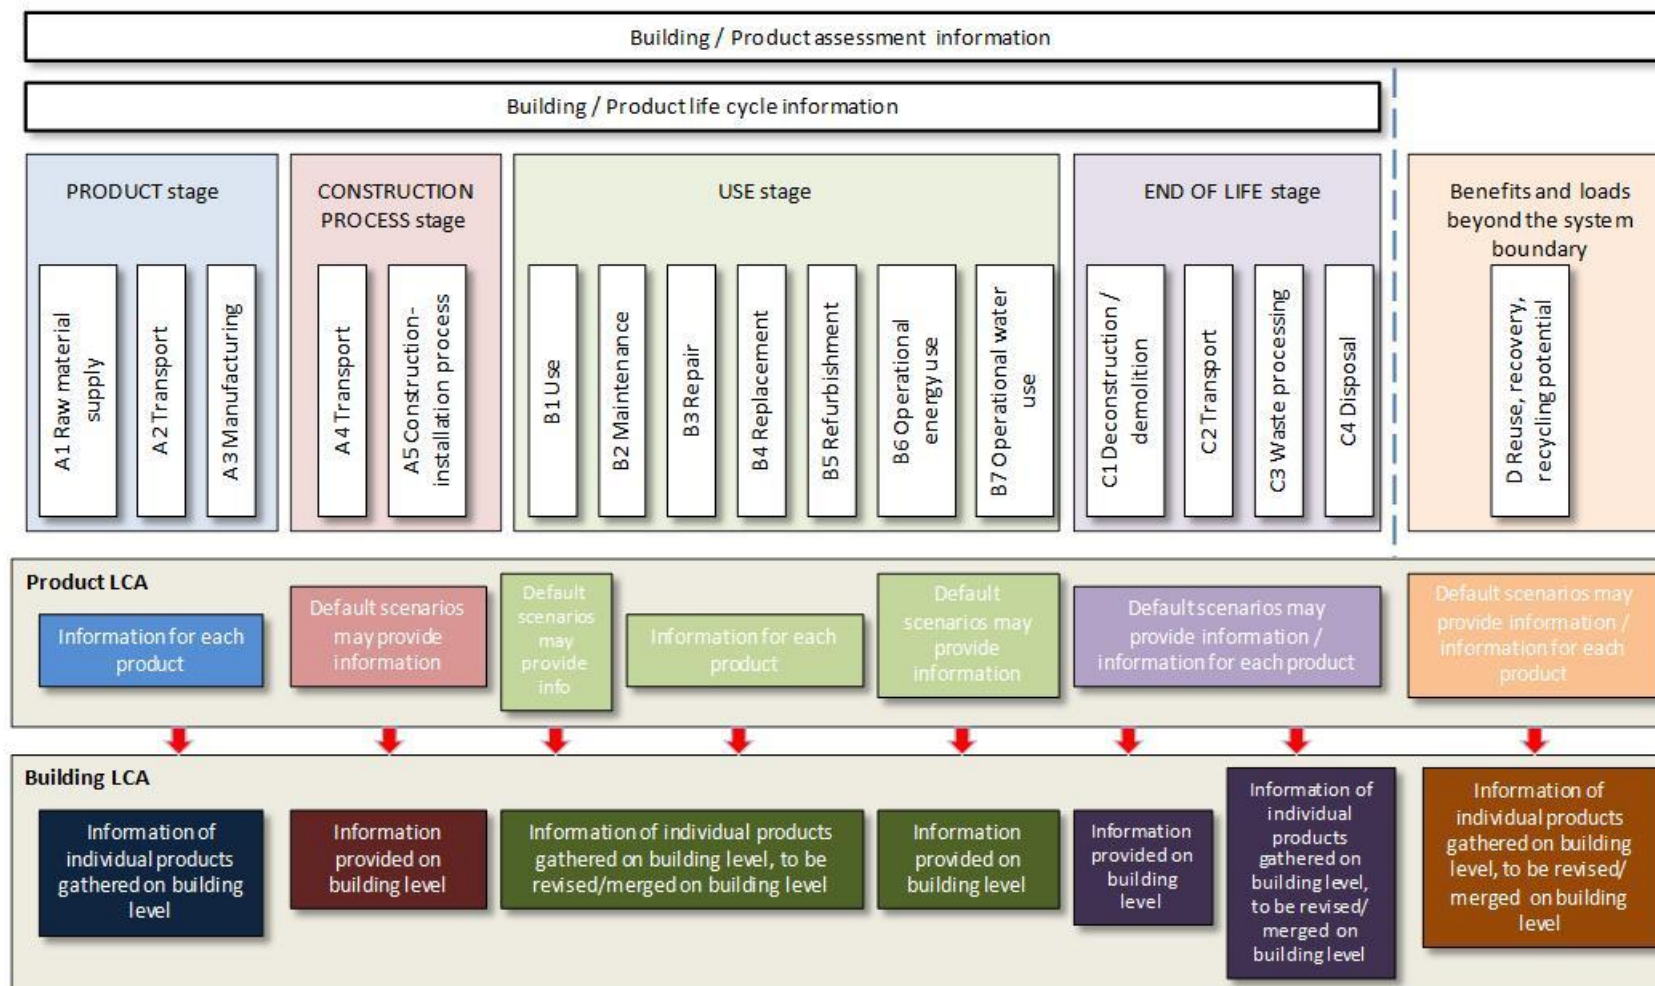 Building / Product assessment information
Building / Product life cycle information
PRODUCT stage
A1 Raw material
supply
A2 Transport
A3 Manufacturing
CONSTRUCTION
PROCESS stage
A4 Transport
A5 Construction-
installation process
USE stage
B1 Use
B2 Maintenance
B3 Repair
B4 Replacement
B5 Refurbishment
B6 Operational
energy use
B7 Operational water
use
END OF LIFE stage
C1 Deconstruction /
demolition
C2 Transport
C3 Waste processing
C4 Disposal
Benefits and loads
beyond the system
boundary
D Reuse, recovery,
recycling potential
Product LCA
Information for each
product
Default scenarios
may provide
information
Default
scenarios
may
provide
info
Information for each
product
Default
scenarios may
provide
information
Default scenarios may
provide information /
information for each product
Default scenarios may
provide information /
information for each
product
Building LCA
Information of
individual products
gathered on building
level
Information
provided on
building level
Information of individual products
gathered on building level, to be
revised/merged on building level
Information
provided on
building level
Information
provided on
building
level
Information of
individual
products
gathered on
building level,
to be revised/
merged on
building level
Information of
individual products
gathered on building
level, to be revised/
merged on building
level